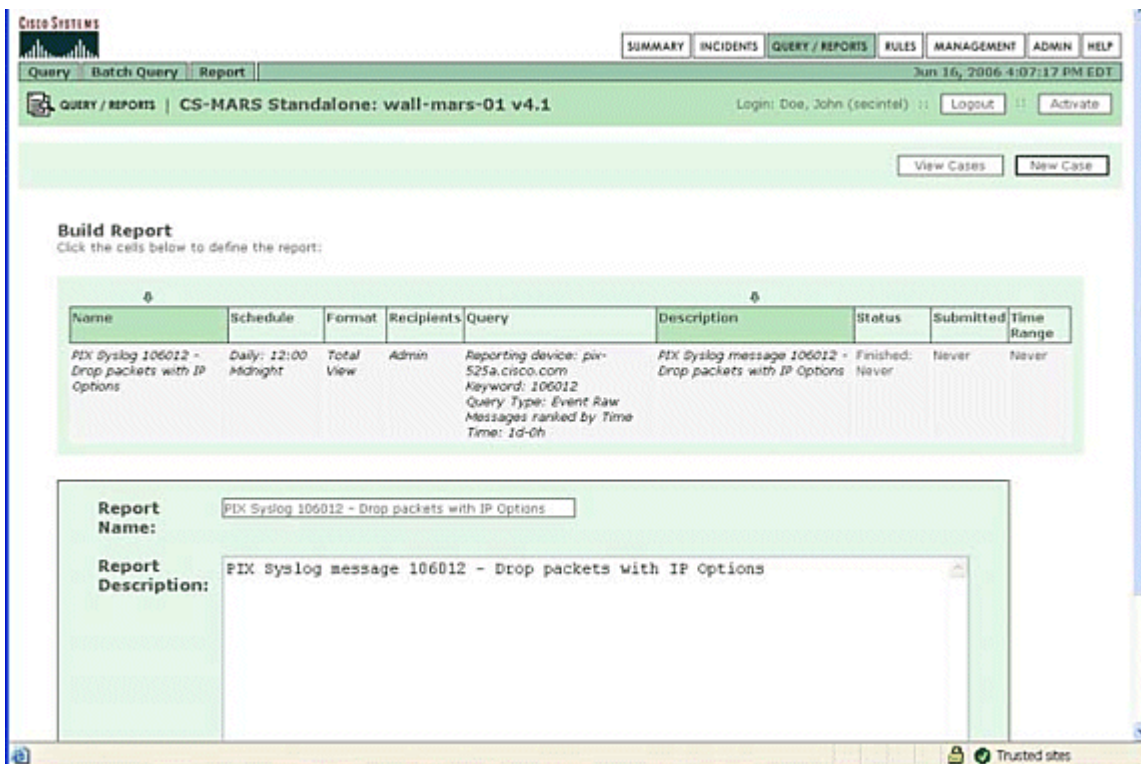 CISCO SYSTEMS
SUMMARY INCIDENTS QUERY / REPORTS RULES MANAGEMENT ADMIN HELP
Query Batch Query Report Jun 16, 2006 4:07:17 PM EDT
QUERY / REPORTS | CS-MARS Standalone: wall-mars-01 v4.1 Login: Doe, John (secintel) :: Logout :: Activate
View Cases New Case
Build Report
Click the cells below to define the report:
Name Schedule Format Recipients Query Description Status Submitted Time Range
PIX Syslog 106012 - Drop packets with IP Options
Daily: 12:00 Midnight
Total View
Admin
Reporting device: pix-525a.cisco.com
Keyword: 106012
Query Type: Event Raw Messages ranked by Time
Time: 1d-0h
PIX Syslog message 106012 - Drop packets with IP Options
Finished: Never
Never
Never
Report Name: PIX Syslog 106012 - Drop packets with IP Options
Report Description: PIX Syslog message 106012 - Drop packets with IP Options
Trusted sites